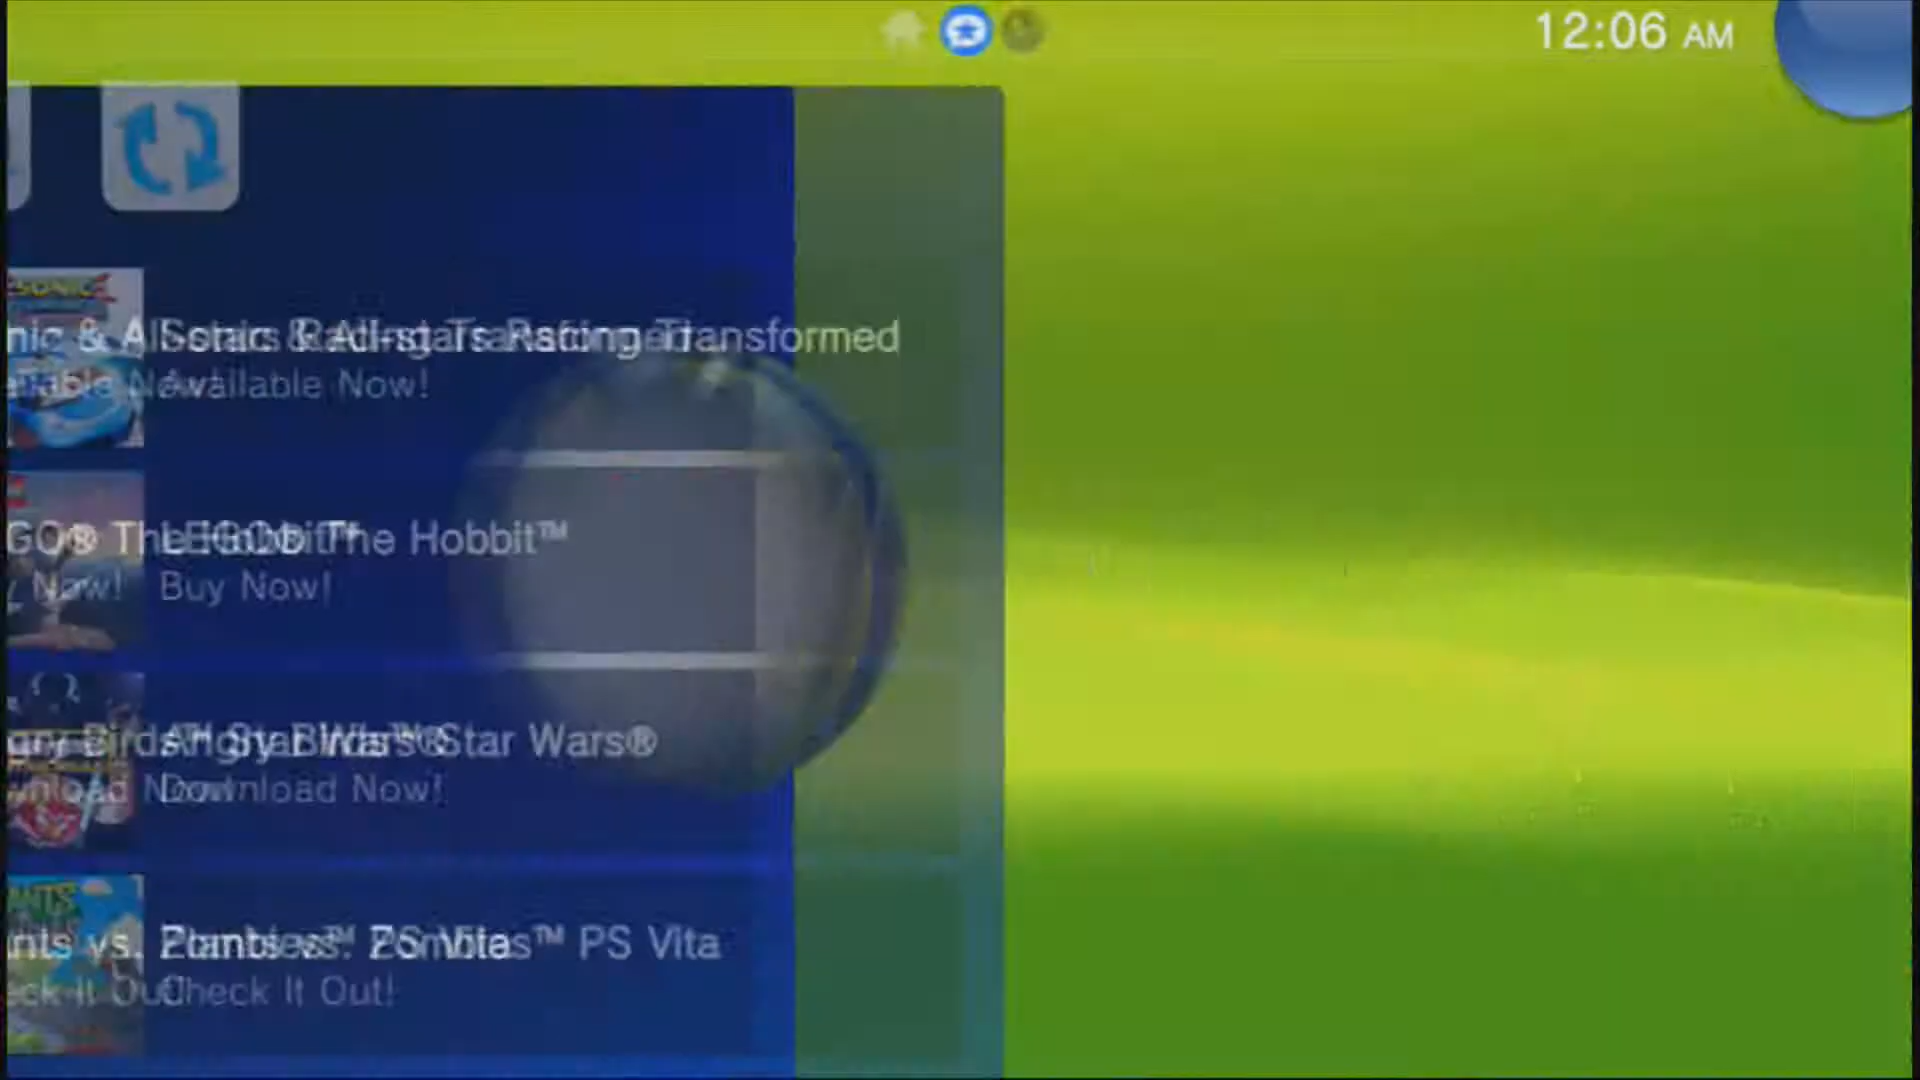 12:06 AM
Sonic & All-stars Racing Transformed
Available Now!
LEGO® The Hobbit™
Buy Now!
Angry Birds™ Star Wars®
Download Now!
Plants vs. Zombies™ PS Vita
Check It Out!